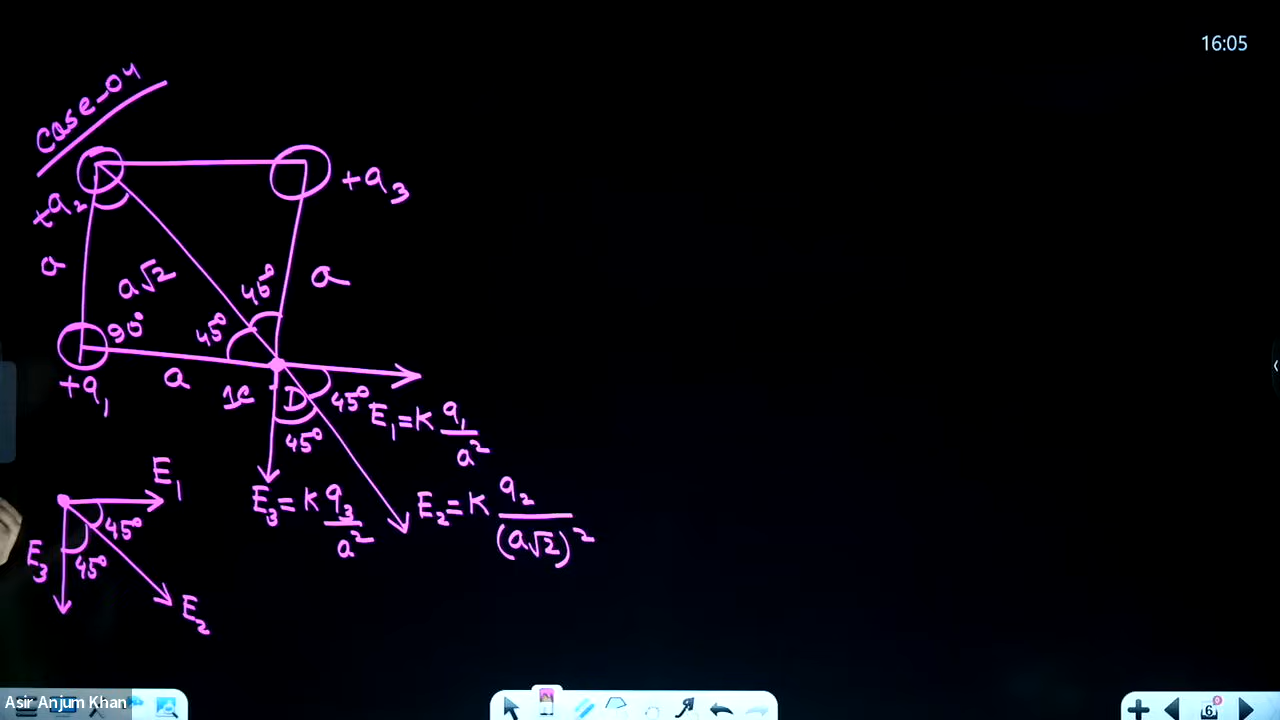 16:05
Case-04
+q₂
+q₃
a
a√2
45°
a
90°
45°
+q₁
a
1C
D
45°
45°
E₁ = K q₁/a²
E₃ = K q₃/a²
E₂ = K q₂/(a√2)²
E₁
45°
45°
E₃
E₂
Asir Anjum Khan
6